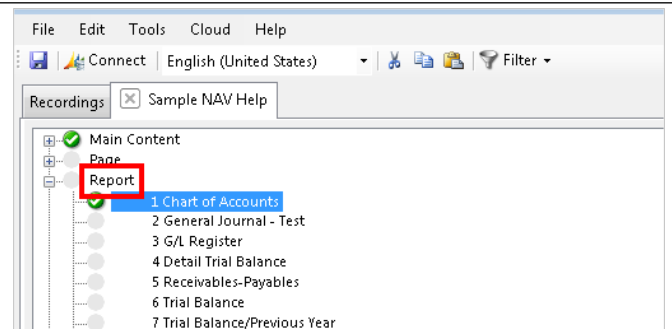 File Edit Tools Cloud Help
Connect English (United States) Filter
Recordings Sample NAV Help
Main Content
Page
Report
1 Chart of Accounts
2 General Journal - Test
3 G/L Register
4 Detail Trial Balance
5 Receivables-Payables
6 Trial Balance
7 Trial Balance/Previous Year